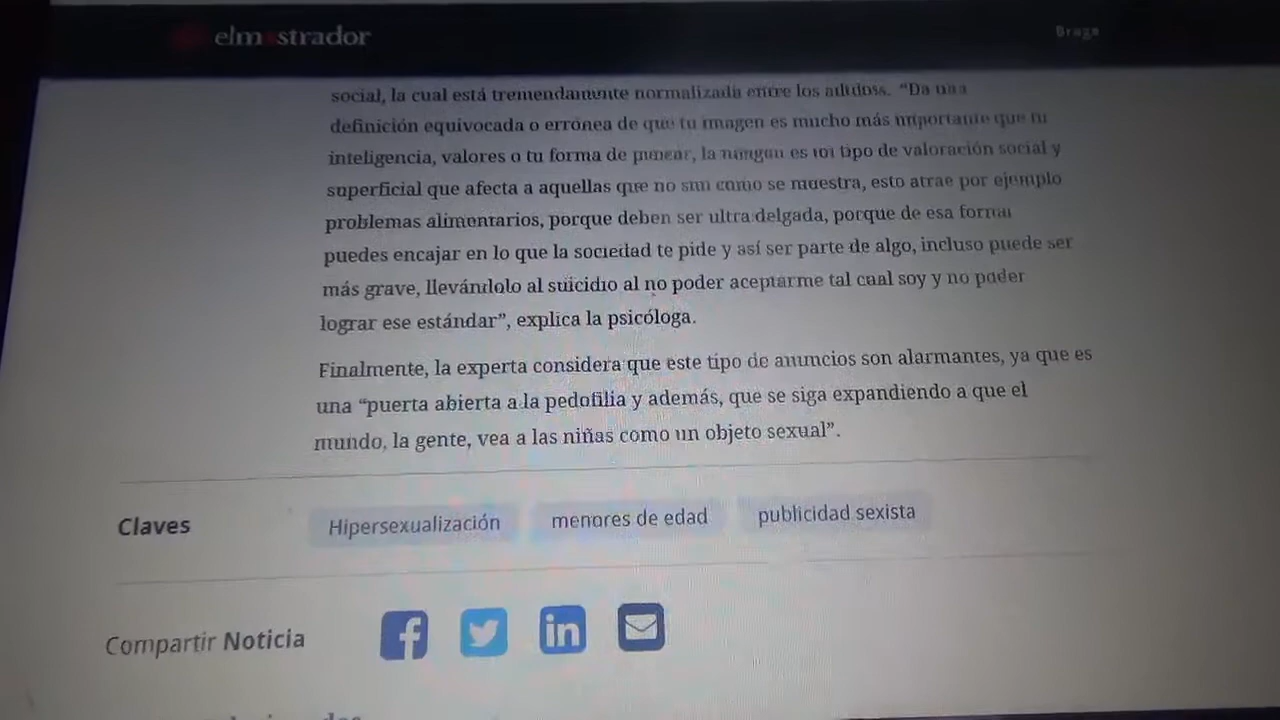 elmostrador
Braga
social, la cual está tremendamente normalizada entre los adultos. “Da una
definición equivocada o errónea de que tu imagen es mucho más importante que tu
inteligencia, valores o tu forma de pensar, la es tipo de valoración social y
superficial que afecta a aquellas que no son como se muestra, esto atrae por ejemplo
problemas alimentarios, porque deben ser ultra delgada, porque de esa forma
puedes encajar en lo que la sociedad te pide y así ser parte de algo, incluso puede ser
más grave, llevándolo al suicidio al no poder aceptarme tal cual soy y no poder
lograr ese estándar”, explica la psicóloga.
Finalmente, la experta considera que este tipo de anuncios son alarmantes, ya que es
una “puerta abierta a la pedofilia y además, que se siga expandiendo a que el
mundo, la gente, vea a las niñas como un objeto sexual”.
Claves
Hipersexualización
menores de edad
publicidad sexista
Compartir Noticia